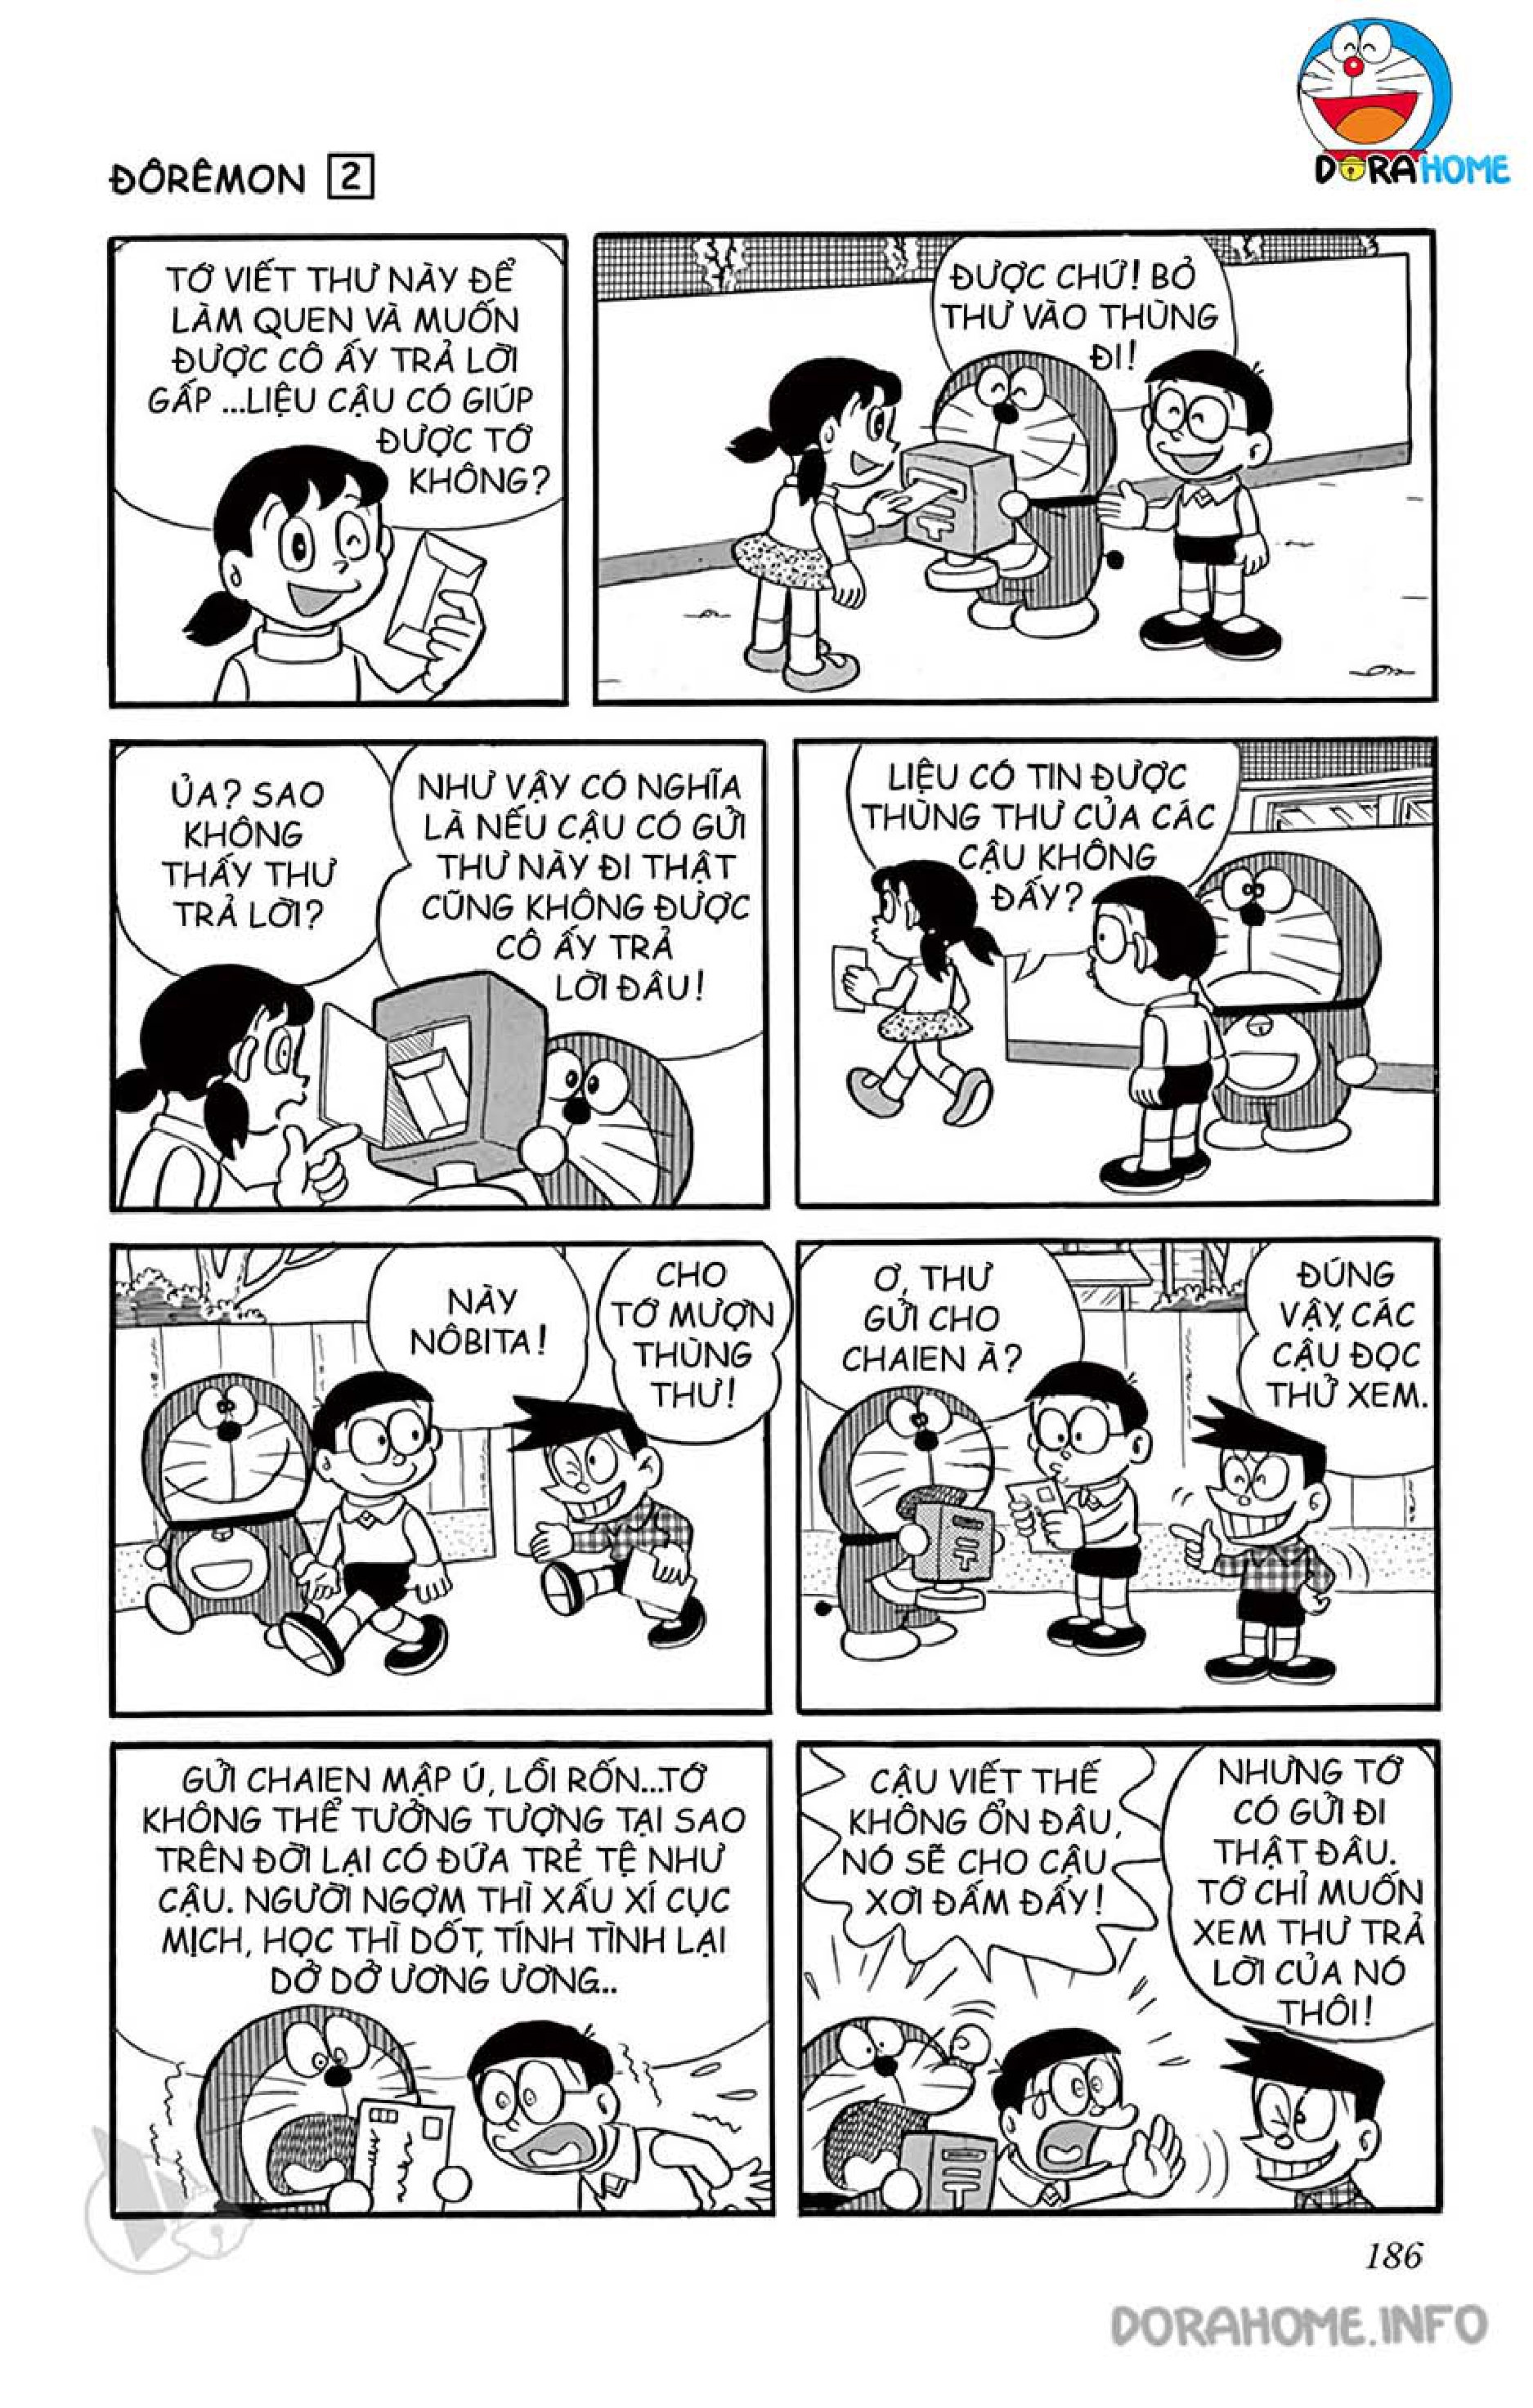 DORAHOME
ĐÔRÊMON 2
TỚ VIẾT THƯ NÀY ĐỂ
LÀM QUEN VÀ MUỐN
ĐƯỢC CÔ ẤY TRẢ LỜI
GẤP ...LIỆU CẬU CÓ GIÚP
ĐƯỢC TỚ
KHÔNG?
ĐƯỢC CHỨ! BỎ
THƯ VÀO THÙNG
ĐI!
ỦA? SAO
KHÔNG
THẤY THƯ
TRẢ LỜI?
NHƯ VẬY CÓ NGHĨA
LÀ NẾU CẬU CÓ GỬI
THƯ NÀY ĐI THẬT
CŨNG KHÔNG ĐƯỢC
CÔ ẤY TRẢ
LỜI ĐÂU!
LIỆU CÓ TIN ĐƯỢC
THÙNG THƯ CỦA CÁC
CẬU KHÔNG
ĐẤY?
NÀY
NÔBITA!
CHO
TỚ MƯỢN
THÙNG
THƯ!
Ơ, THƯ
GỬI CHO
CHAIEN À?
ĐÚNG
VẬY, CÁC
CẬU ĐỌC
THỬ XEM.
GỬI CHAIEN MẬP Ú, LỒI RỐN...TỚ
KHÔNG THỂ TƯỞNG TƯỢNG TẠI SAO
TRÊN ĐỜI LẠI CÓ ĐỨA TRẺ TỆ NHƯ
CẬU. NGƯỜI NGỢM THÌ XẤU XÍ CỤC
MỊCH, HỌC THÌ DỐT, TÍNH TÌNH LẠI
DỞ DỞ ƯƠNG ƯƠNG..
CẬU VIẾT THẾ
KHÔNG ỔN ĐÂU,
NÓ SẼ CHO CẬU
XƠI ĐẤM ĐẤY!
NHƯNG TỚ
CÓ GỬI ĐI
THẬT ĐÂU.
TỚ CHỈ MUỐN
XEM THƯ TRẢ
LỜI CỦA NÓ
THÔI!
186
DORAHOME.INFO